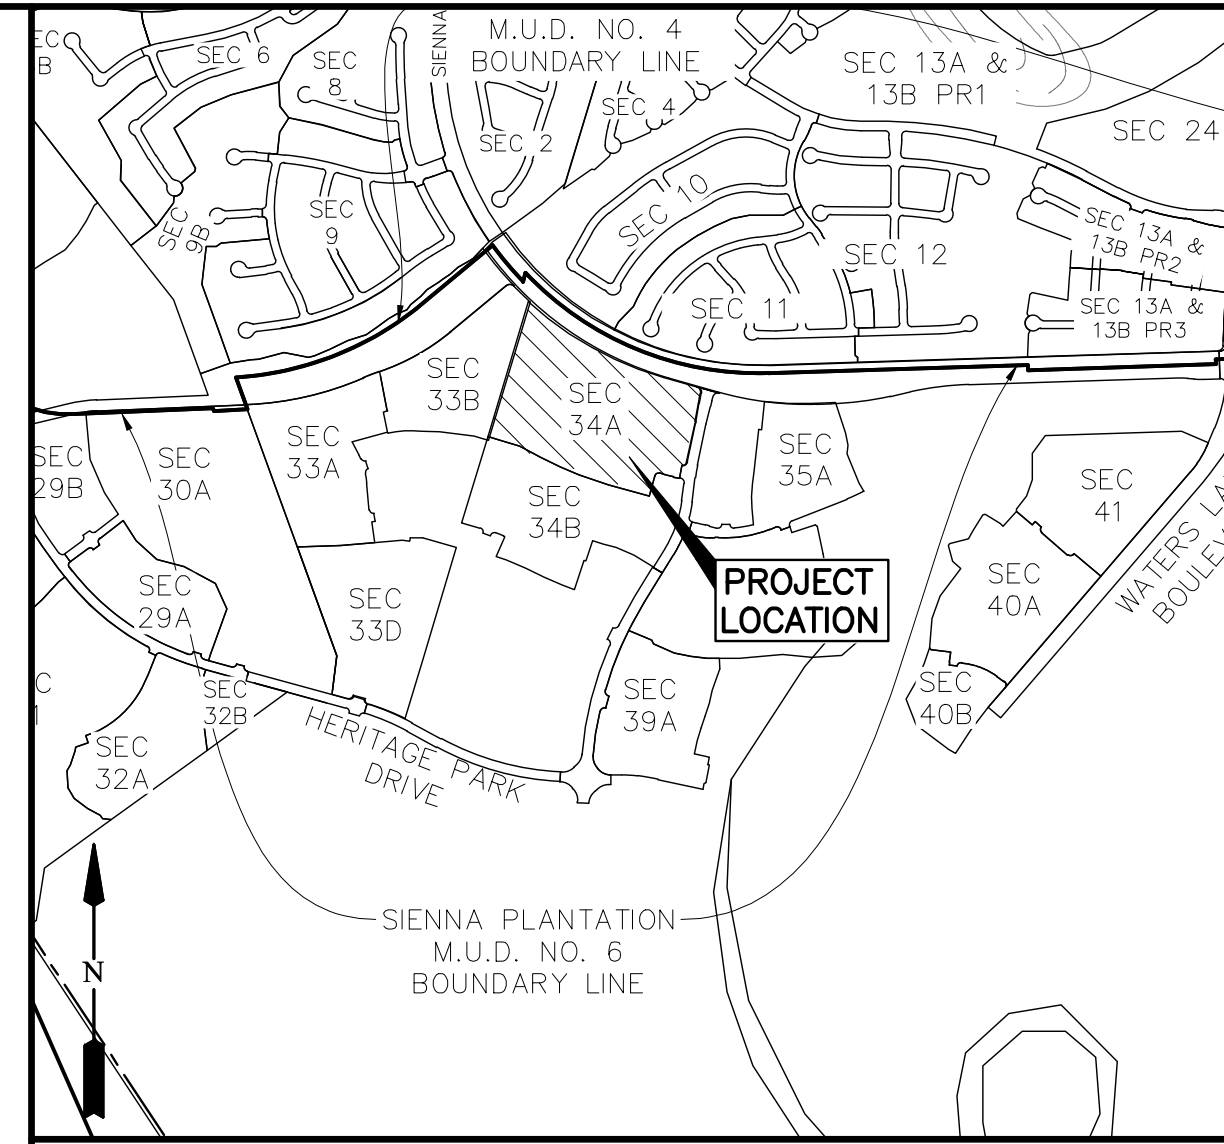 M.U.D. NO. 4
BOUNDARY LINE
SIENNA
SEC 6
SEC
8
SEC 4
SEC 2
SEC 13A &
13B PR1
SEC 24
SEC
9B
SEC
9
SEC 10
SEC 12
SEC 11
SEC 13A &
13B PR2
SEC 13A &
13B PR3
SEC
33B
SEC
34A
SEC
33A
SEC
35A
SEC
29B
SEC
30A
SEC
34B
SEC
41
SEC
29A
SEC
33D
PROJECT
LOCATION
SEC
40A
SEC
32B
SEC
39A
SEC
40B
SEC
32A
HERITAGE PARK
DRIVE
SIENNA PLANTATION
M.U.D. NO. 6
BOUNDARY LINE
N